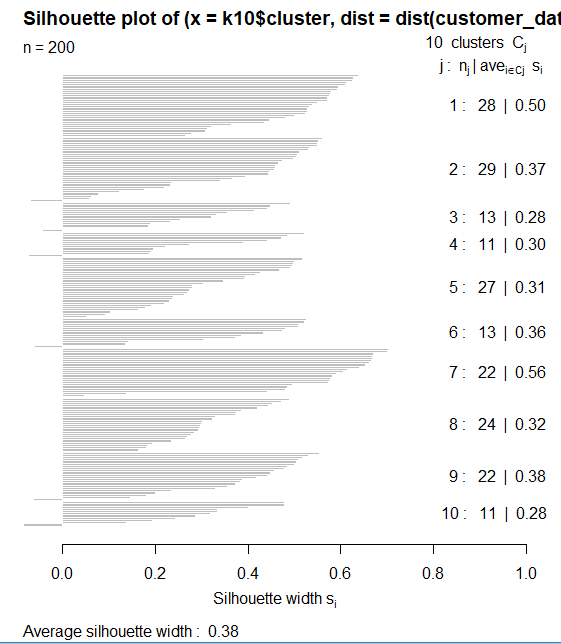 Silhouette plot of (x = k10$cluster, dist = dist(customer_dat
n = 200
10 clusters Cj
j : nj | avei∈Cj si
1 : 28 | 0.50
2 : 29 | 0.37
3 : 13 | 0.28
4 : 11 | 0.30
5 : 27 | 0.31
6 : 13 | 0.36
7 : 22 | 0.56
8 : 24 | 0.32
9 : 22 | 0.38
10 : 11 | 0.28
0.0 0.2 0.4 0.6 0.8 1.0
Silhouette width si
Average silhouette width : 0.38